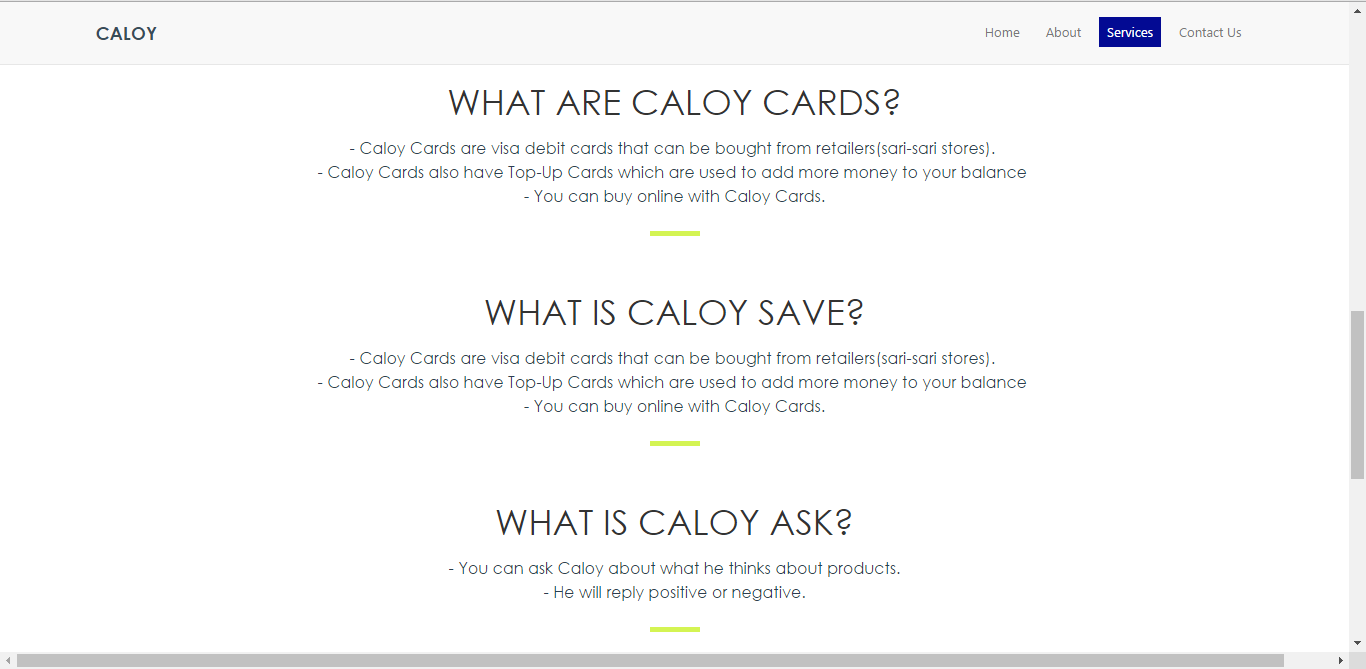 CALOY
Home About Services Contact Us
WHAT ARE CALOY CARDS?
- Caloy Cards are visa debit cards that can be bought from retailers(sari-sari stores).
- Caloy Cards also have Top-Up Cards which are used to add more money to your balance
- You can buy online with Caloy Cards.
WHAT IS CALOY SAVE?
- Caloy Cards are visa debit cards that can be bought from retailers(sari-sari stores).
- Caloy Cards also have Top-Up Cards which are used to add more money to your balance
- You can buy online with Caloy Cards.
WHAT IS CALOY ASK?
- You can ask Caloy about what he thinks about products.
- He will reply positive or negative.